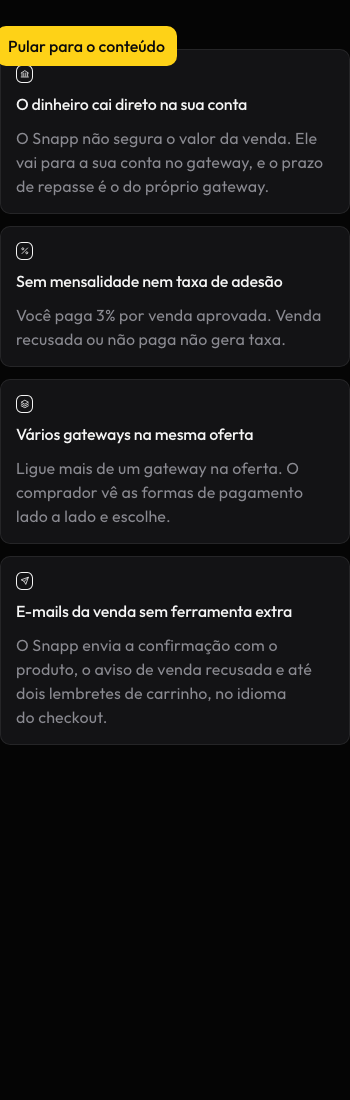 Pular para o conteúdo
O dinheiro cai direto na sua conta
O Snapp não segura o valor da venda. Ele
vai para a sua conta no gateway, e o prazo
de repasse é o do próprio gateway.
Sem mensalidade nem taxa de adesão
Você paga 3% por venda aprovada. Venda
recusada ou não paga não gera taxa.
Vários gateways na mesma oferta
Ligue mais de um gateway na oferta. O
comprador vê as formas de pagamento
lado a lado e escolhe.
E-mails da venda sem ferramenta extra
O Snapp envia a confirmação com o
produto, o aviso de venda recusada e até
dois lembretes de carrinho, no idioma
do checkout.